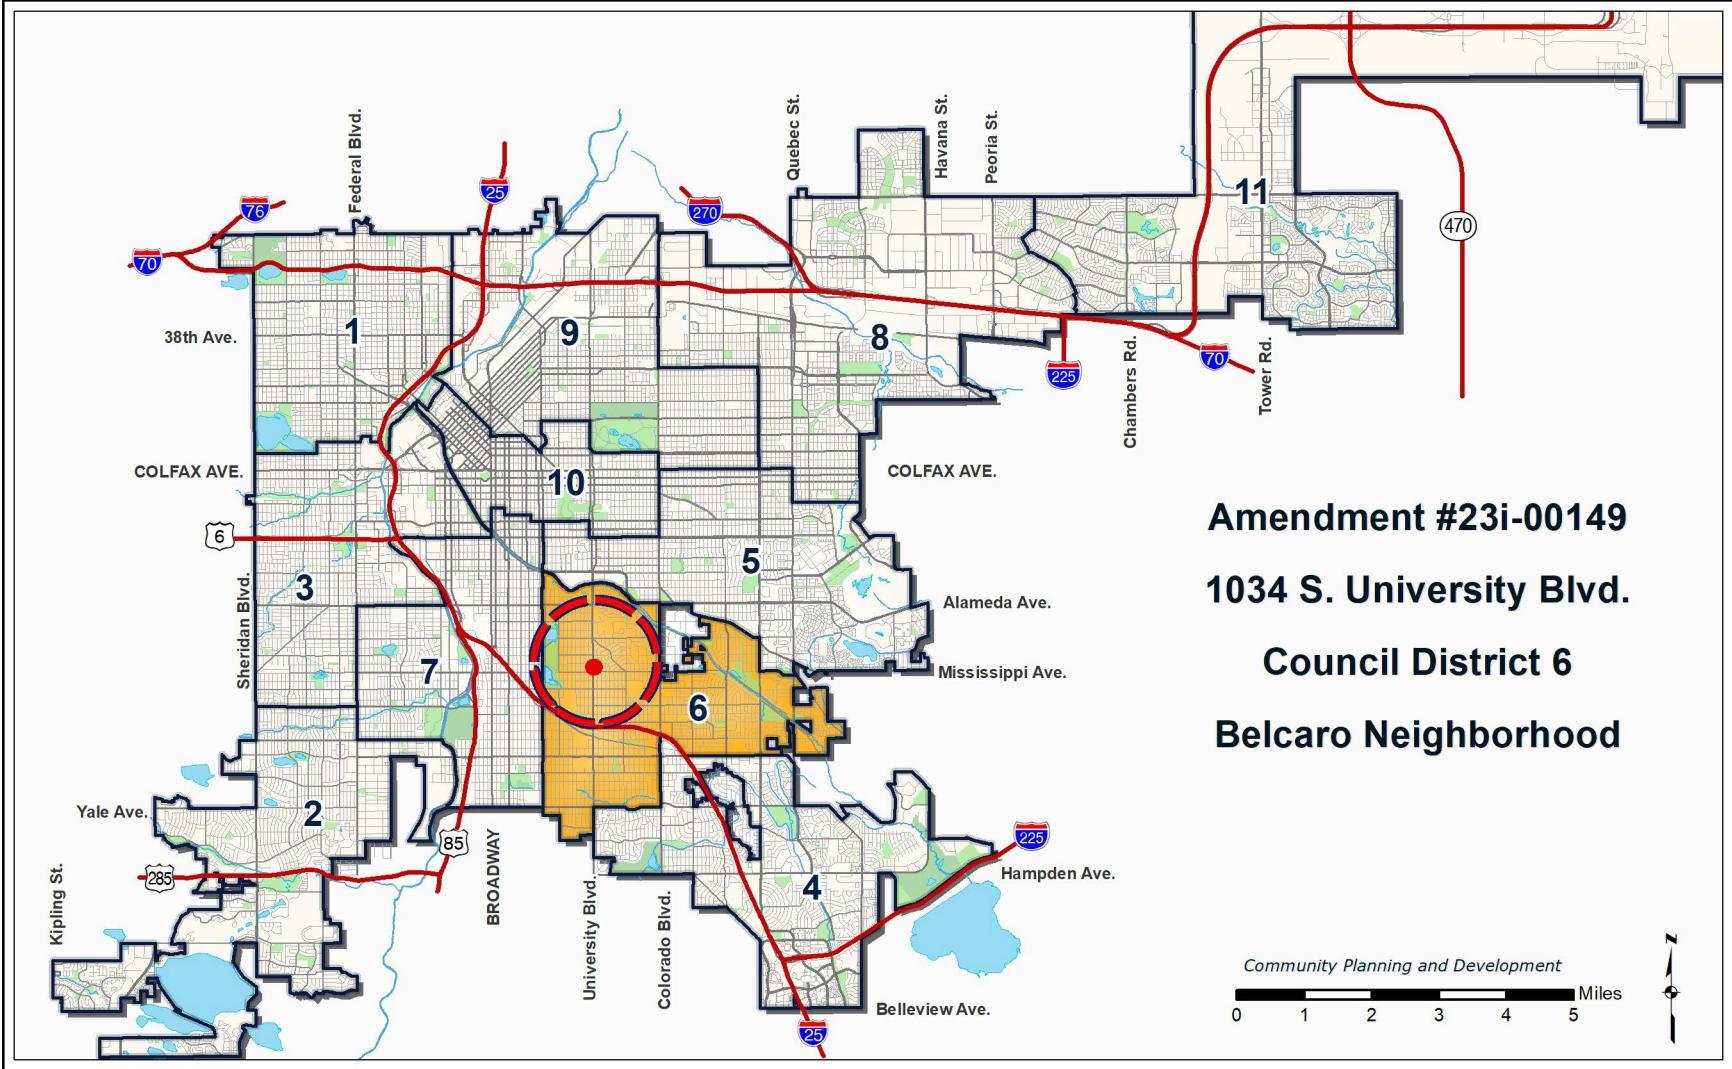 Federal Blvd.
Quebec St.
Havana St.
Peoria St.
76
25
270
70
11
470
38th Ave.
1
9
8
225
70
Chambers Rd.
Tower Rd.
COLFAX AVE.
COLFAX AVE.
10
6
5
3
Sheridan Blvd.
Alameda Ave.
7
Mississippi Ave.
6
Yale Ave.
2
85
BROADWAY
225
285
Kipling St.
Hampden Ave.
4
University Blvd.
Colorado Blvd.
Belleview Ave.
25
Amendment #23i-00149
1034 S. University Blvd.
Council District 6
Belcaro Neighborhood
Community Planning and Development
Miles
0 1 2 3 4 5
N